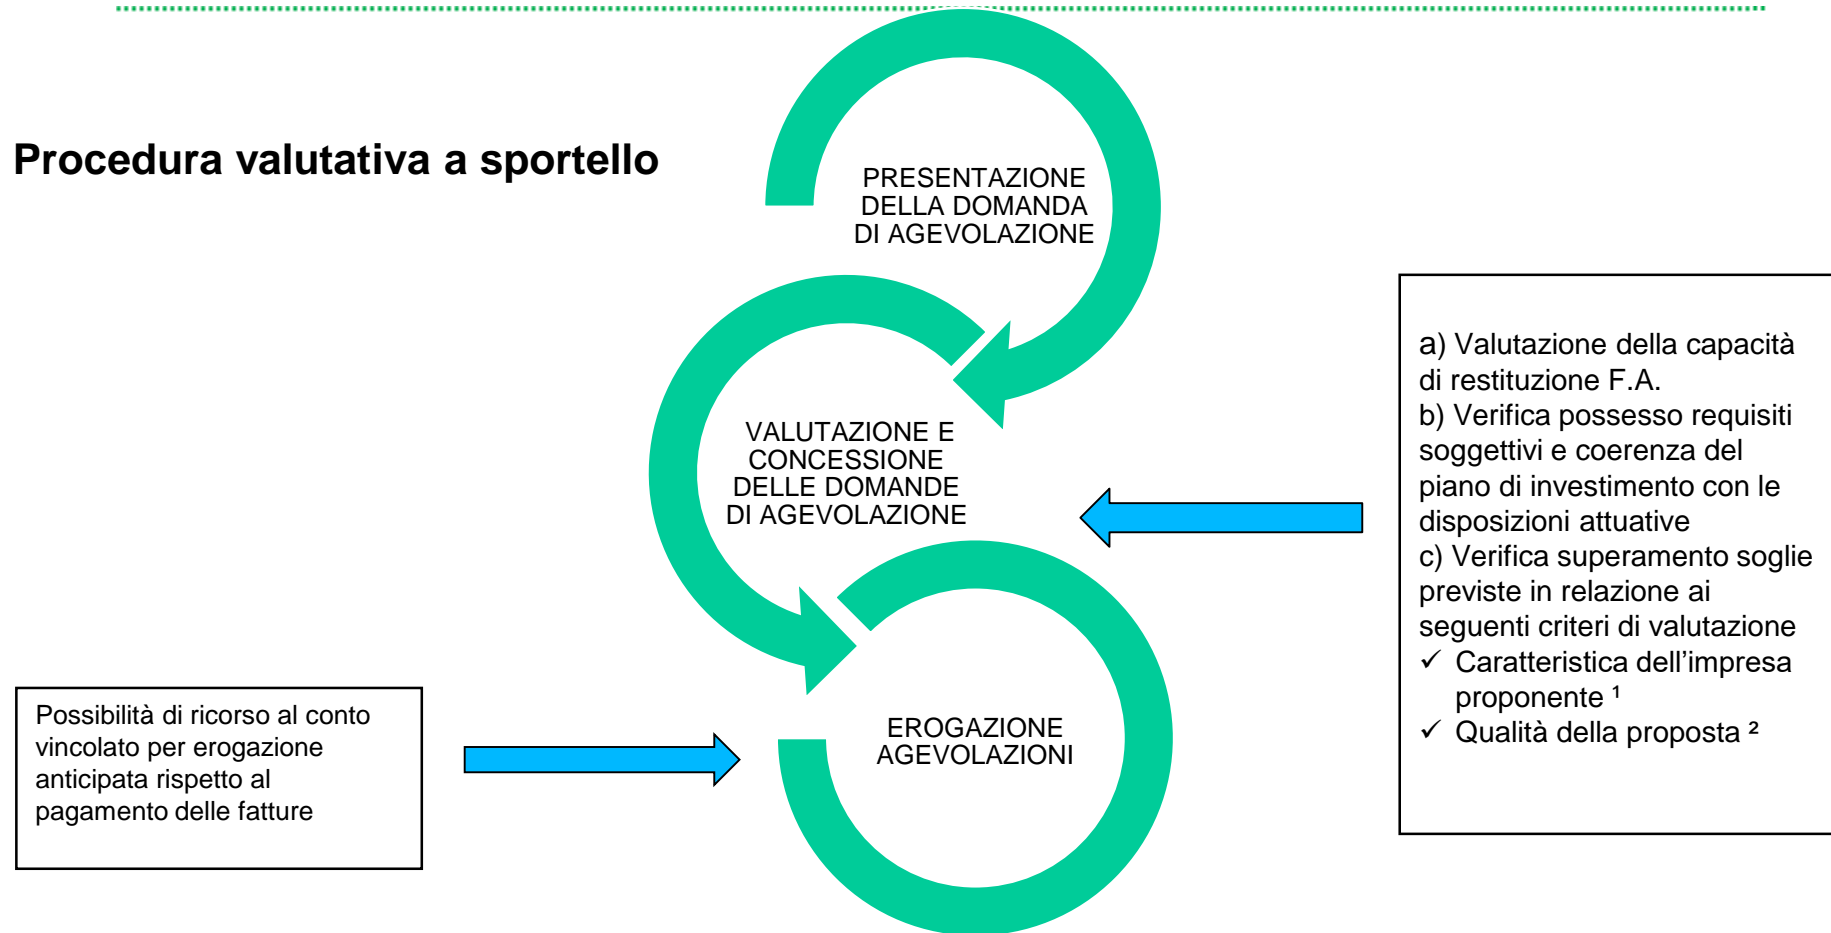 Procedura valutativa a sportello
PRESENTAZIONE
DELLA DOMANDA
DI AGEVOLAZIONE
VALUTAZIONE E
CONCESSIONE
DELLE DOMANDE
DI AGEVOLAZIONE
a) Valutazione della capacità
di restituzione F.A.
b) Verifica possesso requisiti
soggettivi e coerenza del
piano di investimento con le
disposizioni attuative
c) Verifica superamento soglie
previste in relazione ai
seguenti criteri di valutazione
✓ Caratteristica dell’impresa
proponente ¹
✓ Qualità della proposta ²
Possibilità di ricorso al conto
vincolato per erogazione
anticipata rispetto al
pagamento delle fatture
EROGAZIONE
AGEVOLAZIONI